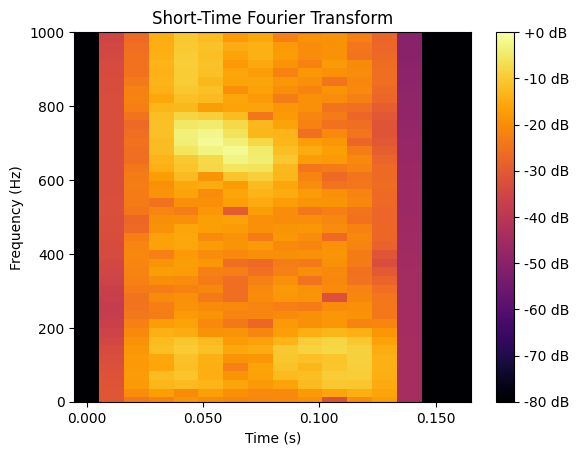 Short-Time Fourier Transform
Frequency (Hz)
1000
800
600
400
200
0
0.000
0.050
0.100
0.150
Time (s)
+0 dB
-10 dB
-20 dB
-30 dB
-40 dB
-50 dB
-60 dB
-70 dB
-80 dB